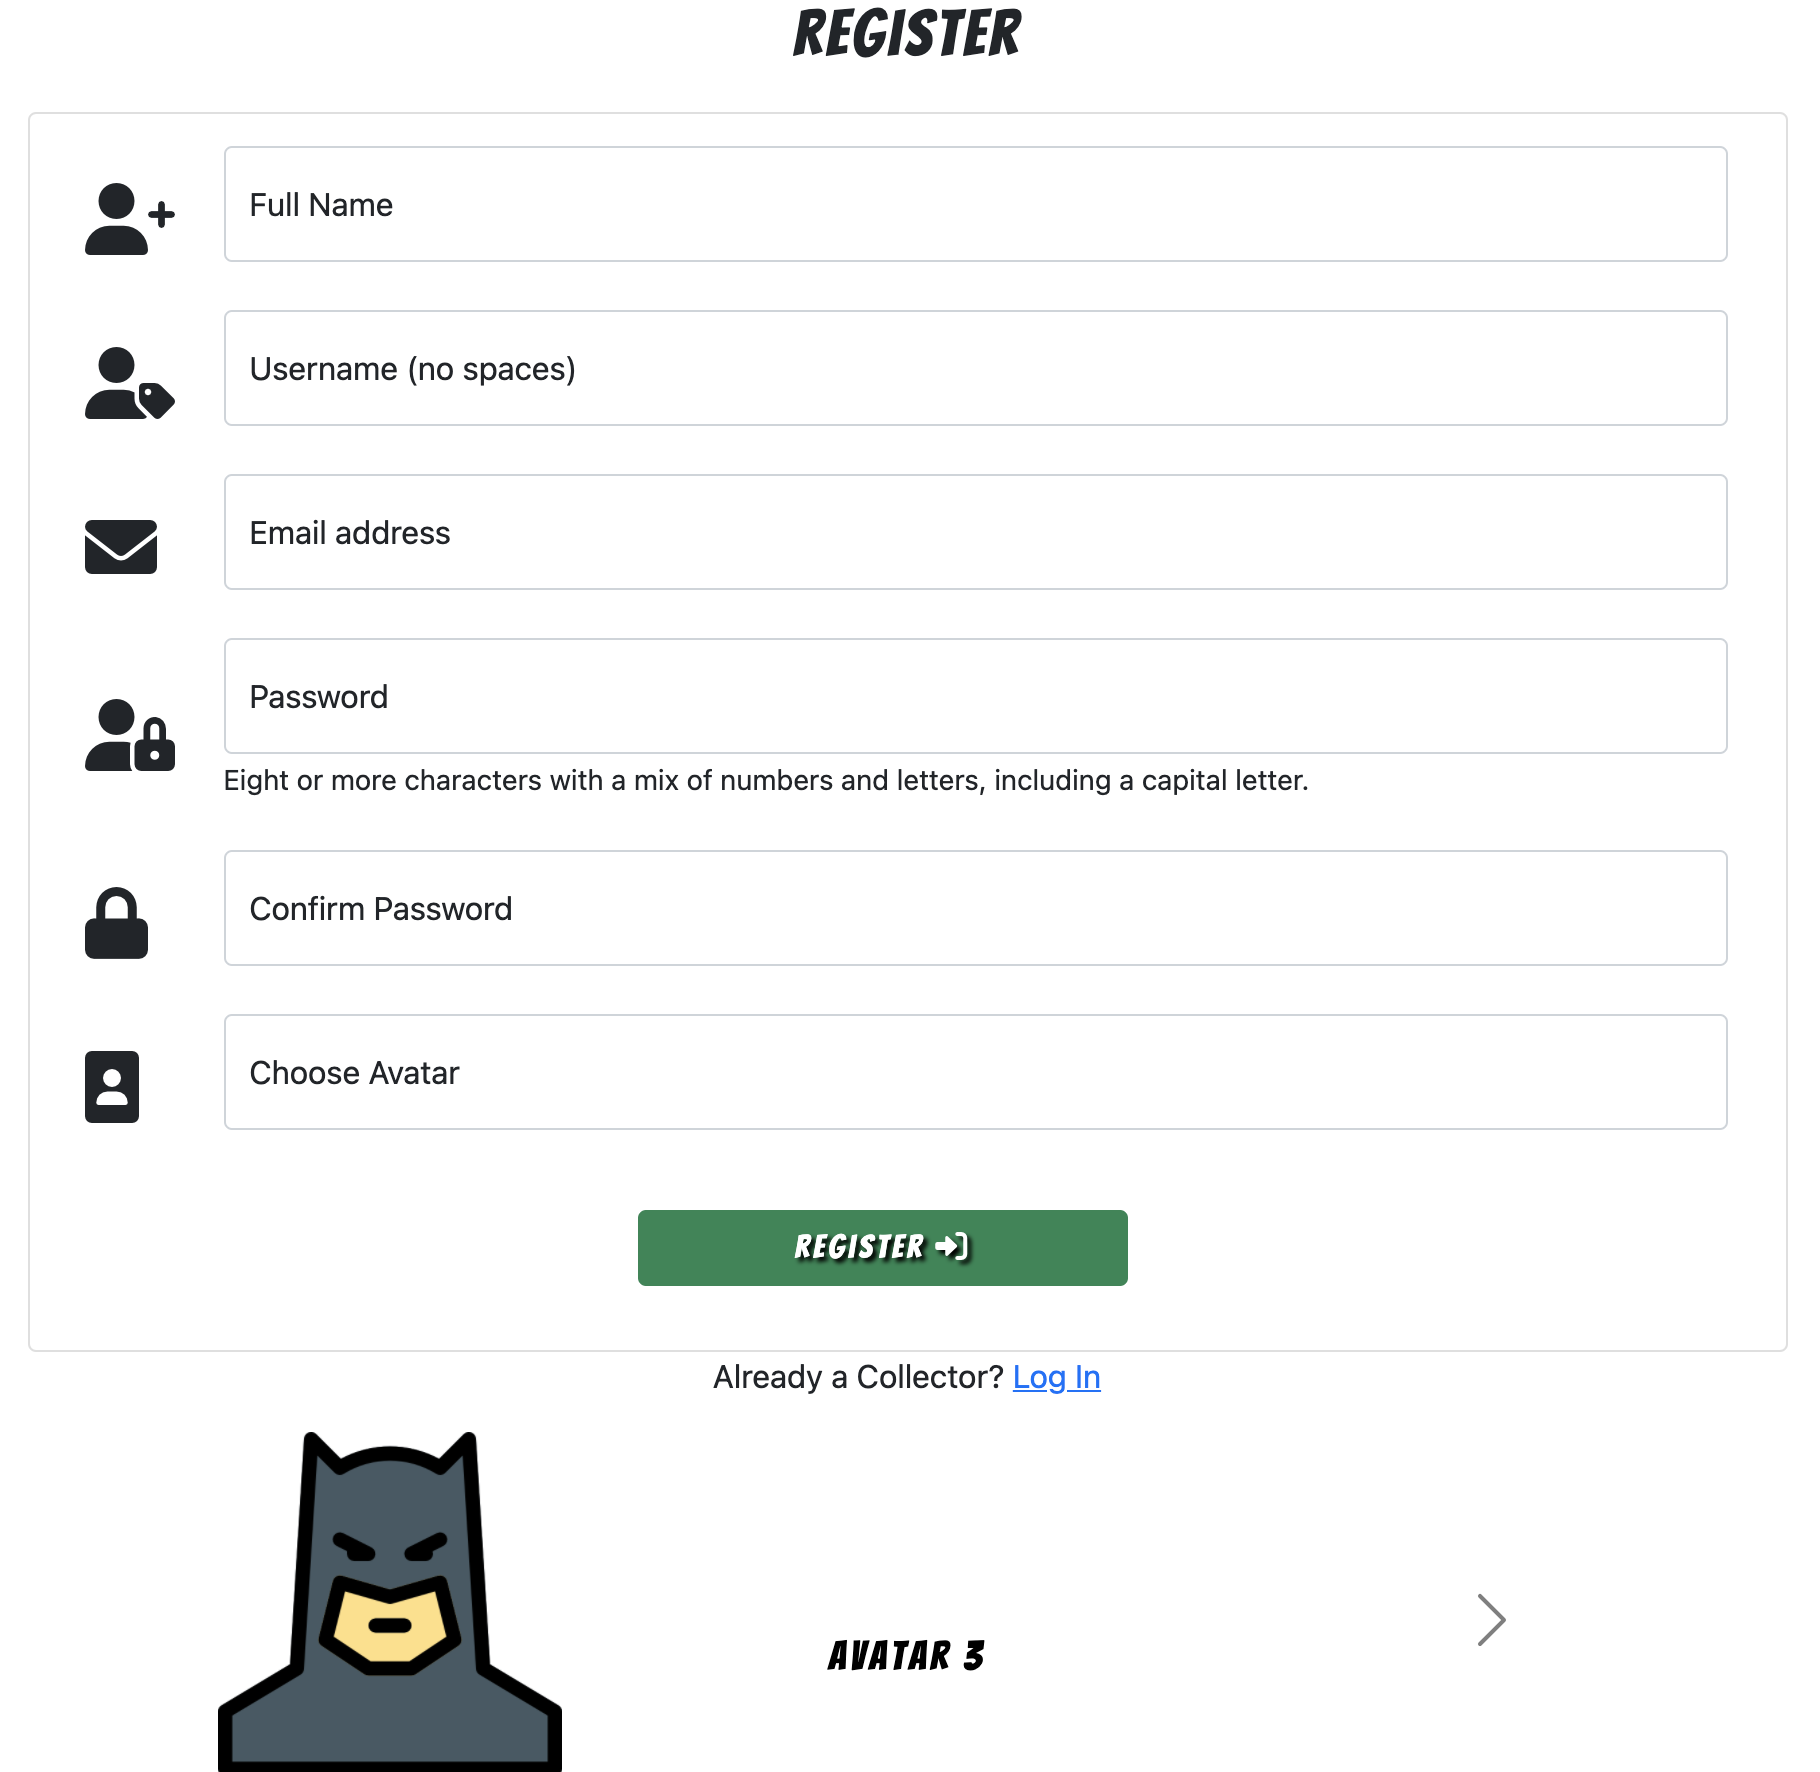 REGISTER
Full Name
Username (no spaces)
Email address
Password
Eight or more characters with a mix of numbers and letters, including a capital letter.
Confirm Password
Choose Avatar
REGISTER
Already a Collector? Log In
AVATAR 3